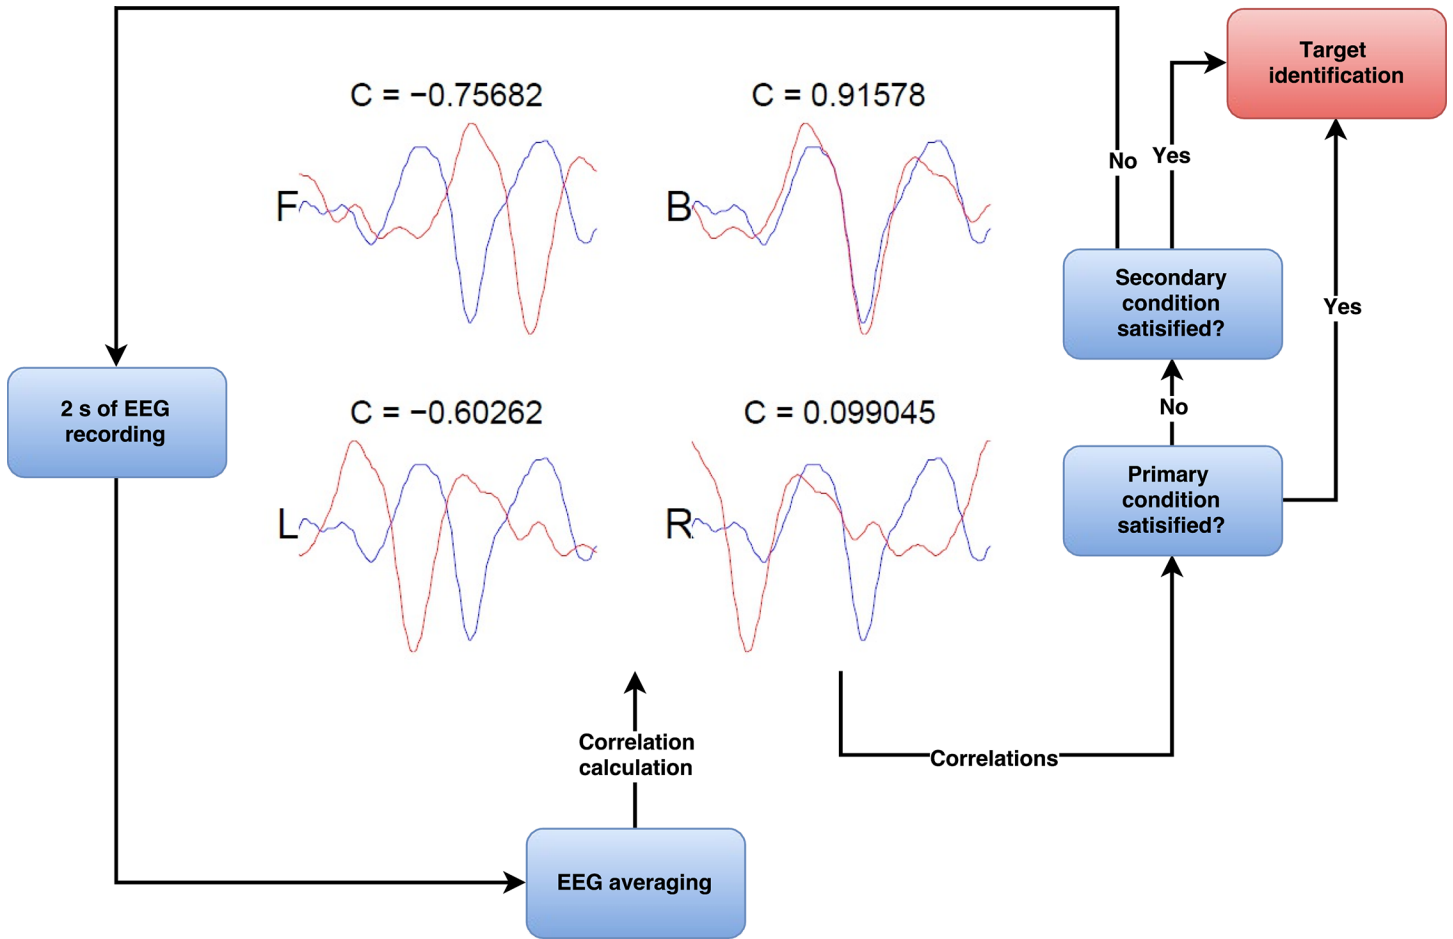 Target
identification
C = −0.75682
C = 0.91578
No
Yes
F
B
Secondary
condition
satisified?
Yes
2 s of EEG
recording
No
C = −0.60262
C = 0.099045
L
R
Primary
condition
satisified?
Correlation
calculation
Correlations
EEG averaging